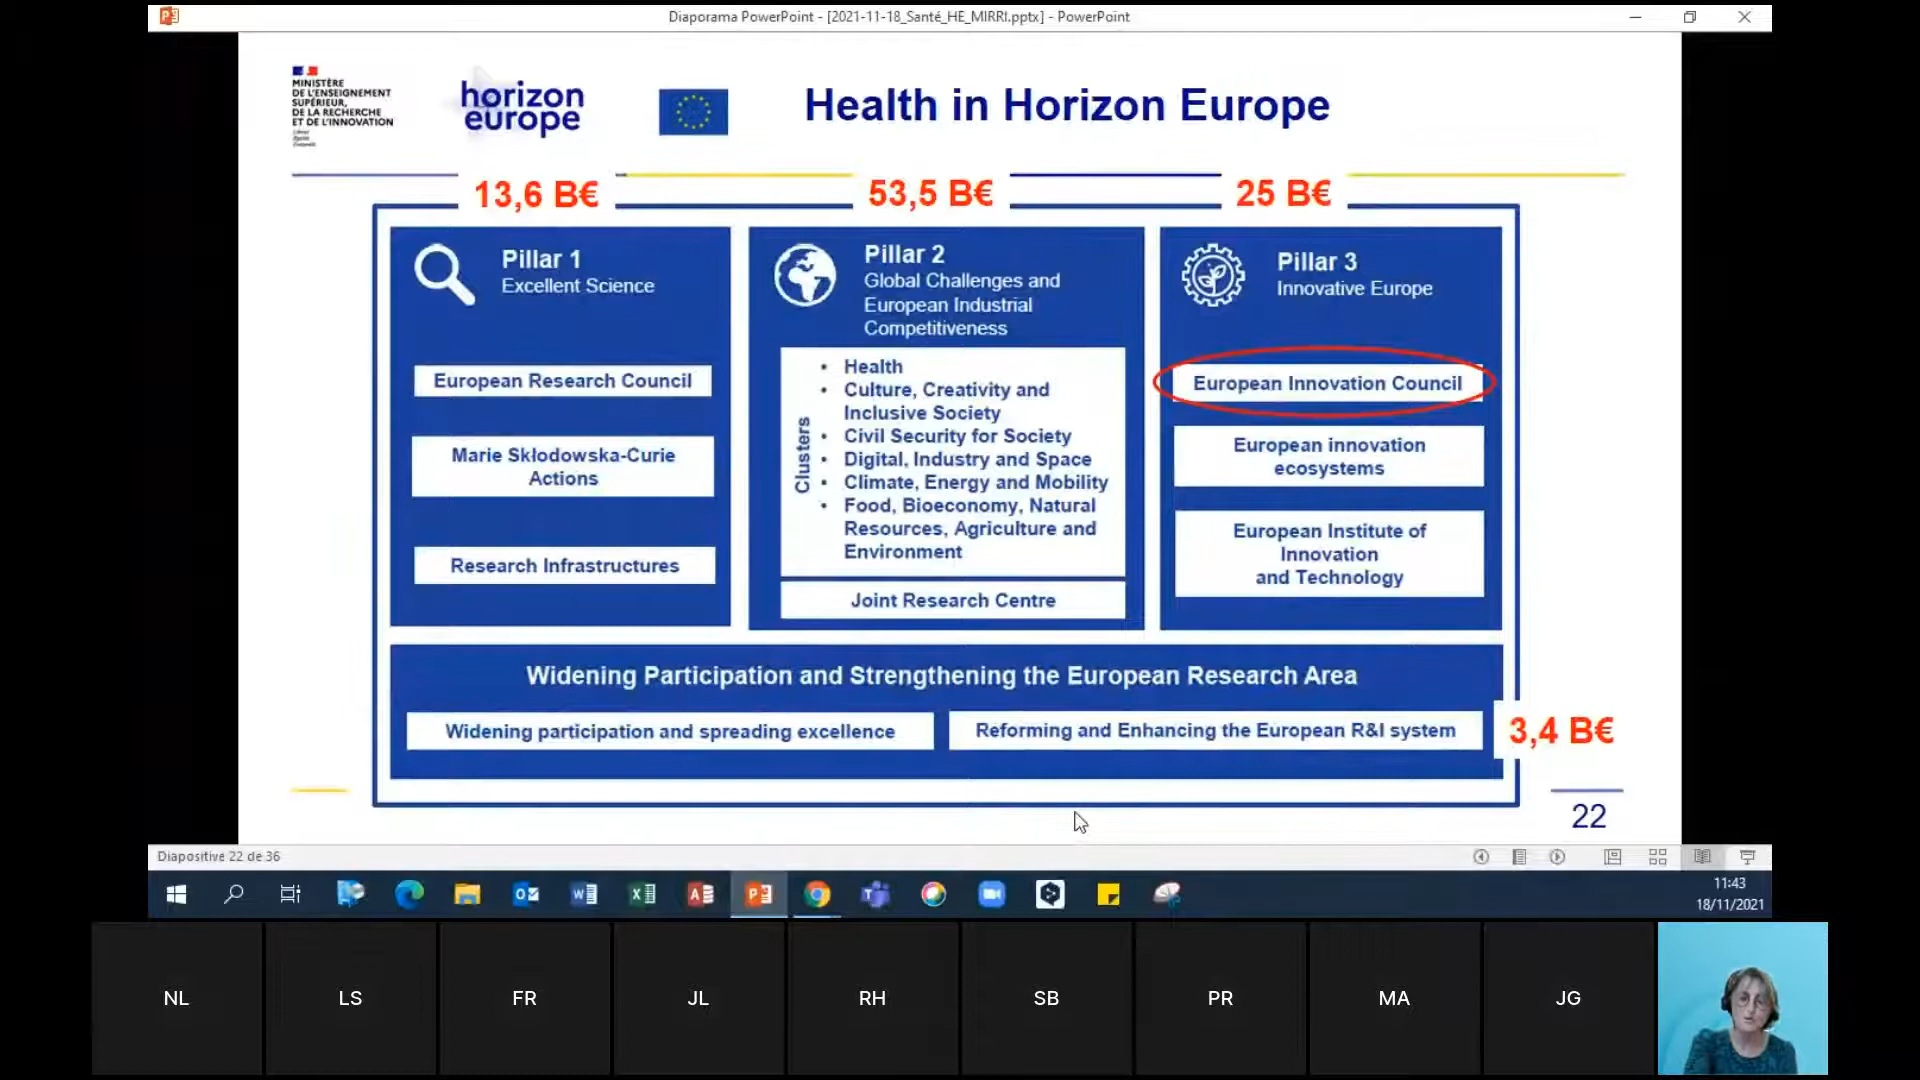 Diaporama PowerPoint - [2021-11-18_Santé_HE_MIRRI.pptx] - PowerPoint
MINISTÈRE
DE L'ENSEIGNEMENT
SUPÉRIEUR,
DE LA RECHERCHE
ET DE L'INNOVATION
horizon
europe
Health in Horizon Europe
13,6 B€
53,5 B€
25 B€
Pillar 1
Excellent Science
European Research Council
Marie Skłodowska-Curie
Actions
Research Infrastructures
Pillar 2
Global Challenges and
European Industrial
Competitiveness
Clusters
• Health
• Culture, Creativity and
Inclusive Society
• Civil Security for Society
• Digital, Industry and Space
• Climate, Energy and Mobility
• Food, Bioeconomy, Natural
Resources, Agriculture and
Environment
Joint Research Centre
Pillar 3
Innovative Europe
European Innovation Council
European innovation
ecosystems
European Institute of
Innovation
and Technology
Widening Participation and Strengthening the European Research Area
Widening participation and spreading excellence
Reforming and Enhancing the European R&I system
3,4 B€
22
Diapositive 22 de 36
11:43
18/11/2021
NL
LS
FR
JL
RH
SB
PR
MA
JG